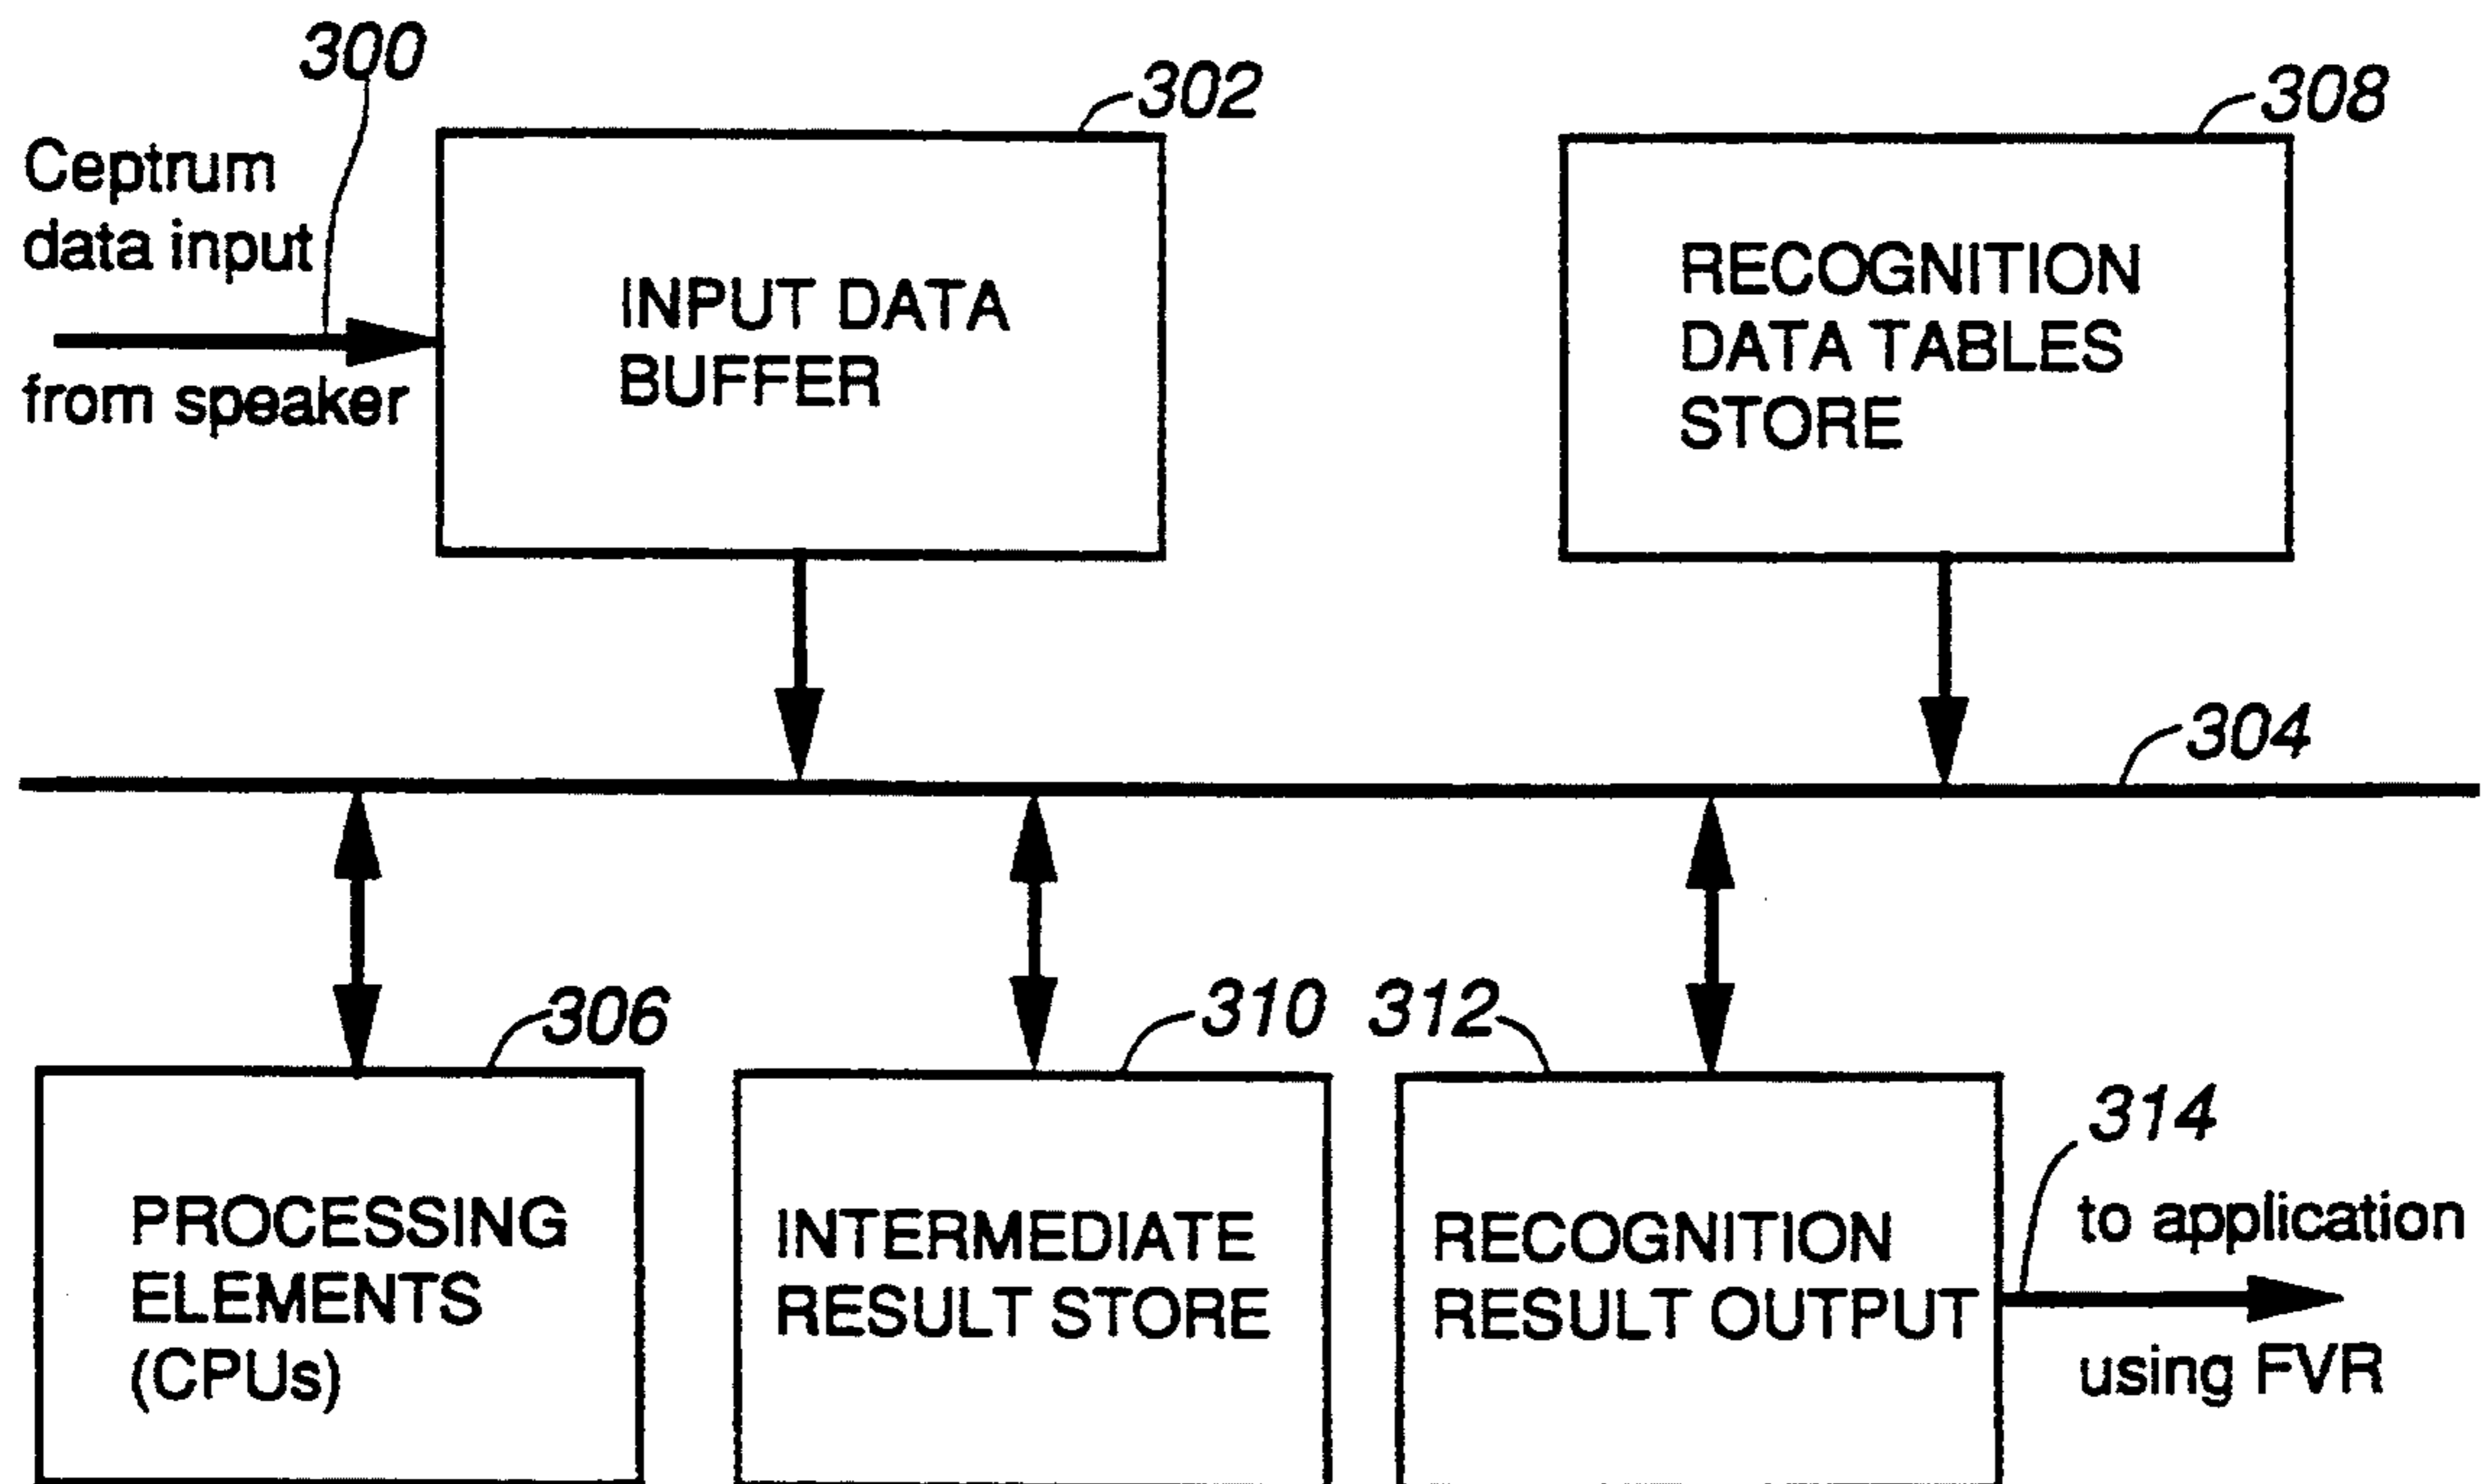 300
302
308
Ceptrum
data input
from speaker
INPUT DATA
BUFFER
RECOGNITION
DATA TABLES
STORE
304
306
310
312
314
PROCESSING
ELEMENTS
(CPUs)
INTERMEDIATE
RESULT STORE
RECOGNITION
RESULT OUTPUT
to application
using FVR